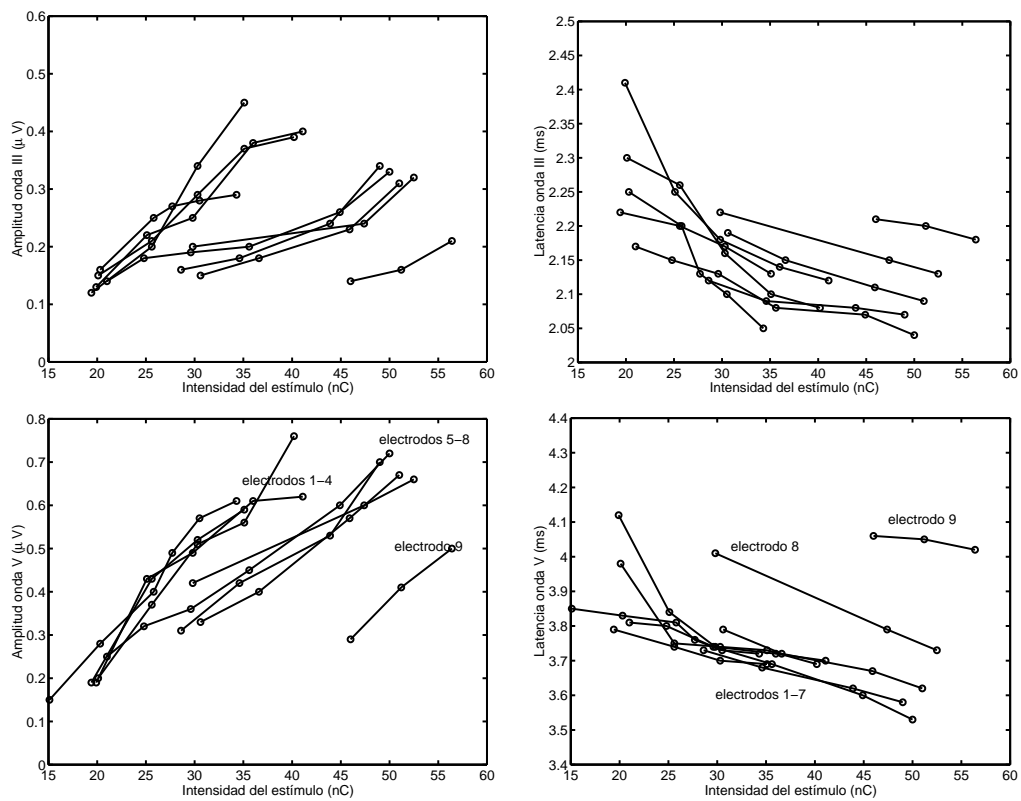 Amplitud onda III (µ V)
0.6
0.5
0.4
0.3
0.2
0.1
0
15 20 25 30 35 40 45 50 55 60
Intensidad del estímulo (nC)
Latencia onda III (ms)
2.5
2.45
2.4
2.35
2.3
2.25
2.2
2.15
2.1
2.05
2
15 20 25 30 35 40 45 50 55 60
Intensidad del estímulo (nC)
Amplitud onda V (µ V)
0.8
0.7
0.6
0.5
0.4
0.3
0.2
0.1
0
electrodos 5−8
electrodos 1−4
electrodo 9
15 20 25 30 35 40 45 50 55 60
Intensidad del estímulo (nC)
Latencia onda V (ms)
4.4
4.3
4.2
4.1
4
3.9
3.8
3.7
3.6
3.5
3.4
electrodo 9
electrodo 8
electrodos 1−7
15 20 25 30 35 40 45 50 55 60
Intensidad del estímulo (nC)